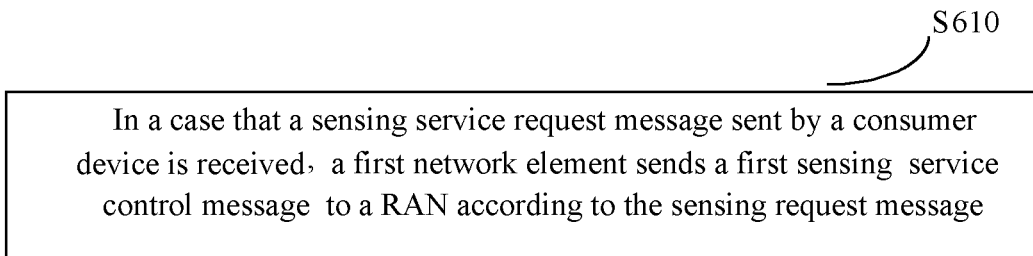 S610
In a case that a sensing service request message sent by a consumer
device is received, a first network element sends a first sensing service
control message to a RAN according to the sensing request message